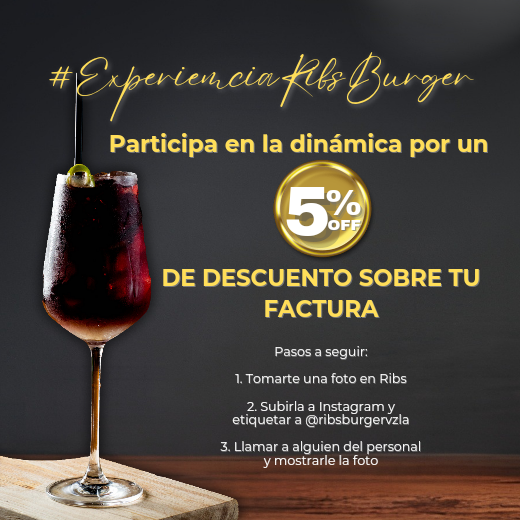 #ExperienciaRibsBurger
Participa en la dinámica por un
5% OFF
DE DESCUENTO SOBRE TU
FACTURA
Pasos a seguir:
1. Tomarte una foto en Ribs
2. Subirla a Instagram y
etiquetar a @ribsburgervzla
3. Llamar a alguien del personal
y mostrarle la foto